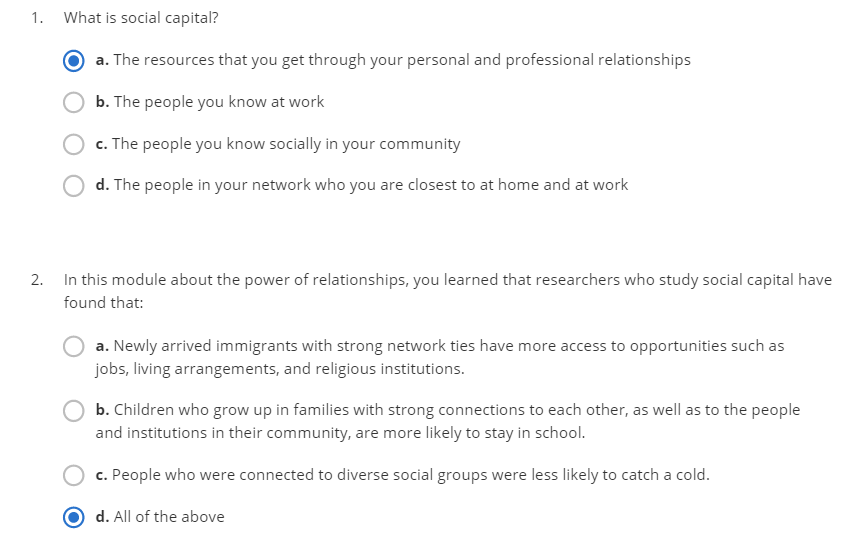 1. What is social capital?
a. The resources that you get through your personal and professional relationships
b. The people you know at work
c. The people you know socially in your community
d. The people in your network who you are closest to at home and at work
2. In this module about the power of relationships, you learned that researchers who study social capital have
found that:
a. Newly arrived immigrants with strong network ties have more access to opportunities such as
jobs, living arrangements, and religious institutions.
b. Children who grow up in families with strong connections to each other, as well as to the people
and institutions in their community, are more likely to stay in school.
c. People who were connected to diverse social groups were less likely to catch a cold.
d. All of the above